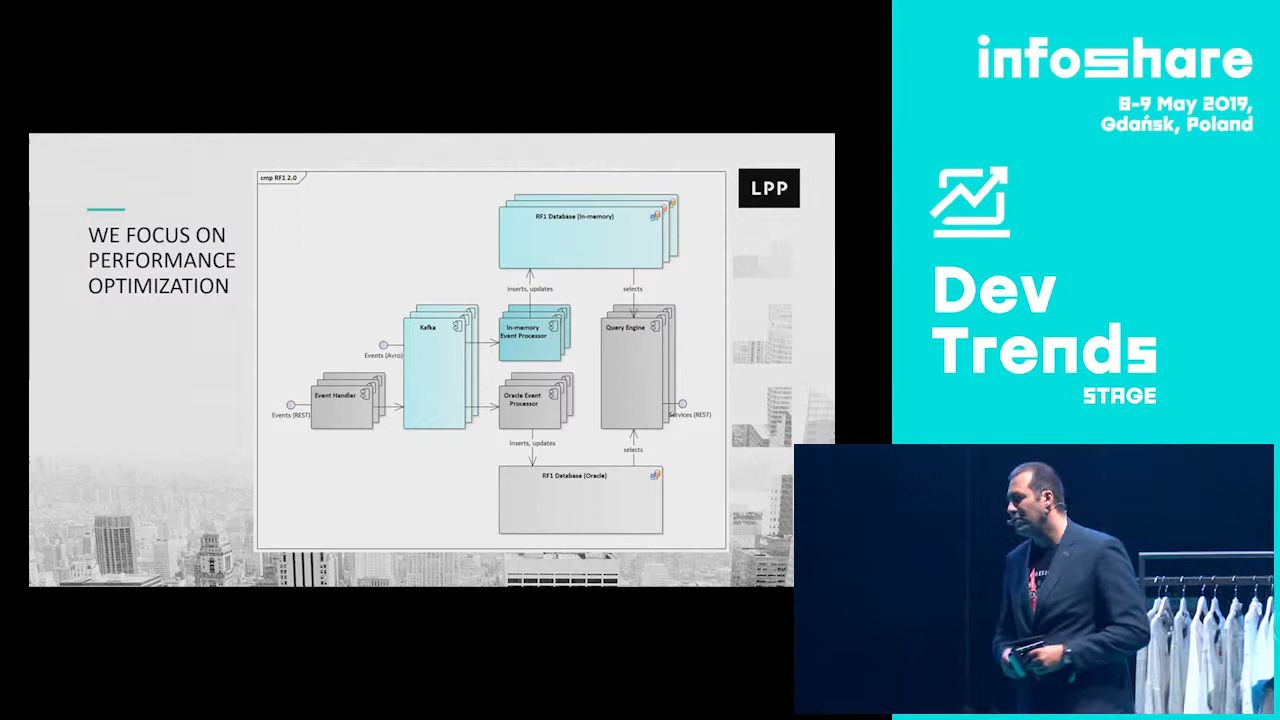 infoshare
8-9 May 2019,
Gdańsk, Poland
Dev
Trends
STAGE
LPP
WE FOCUS ON
PERFORMANCE
OPTIMIZATION
cmp RF1 2.0
RF1 Database (In-memory)
inserts, updates
selects
Kafka
In-memory
Event Processor
Query Engine
Events (Avro)
Event Handler
Oracle Event
Processor
Events (REST)
Services (REST)
inserts, updates
selects
RF1 Database (Oracle)